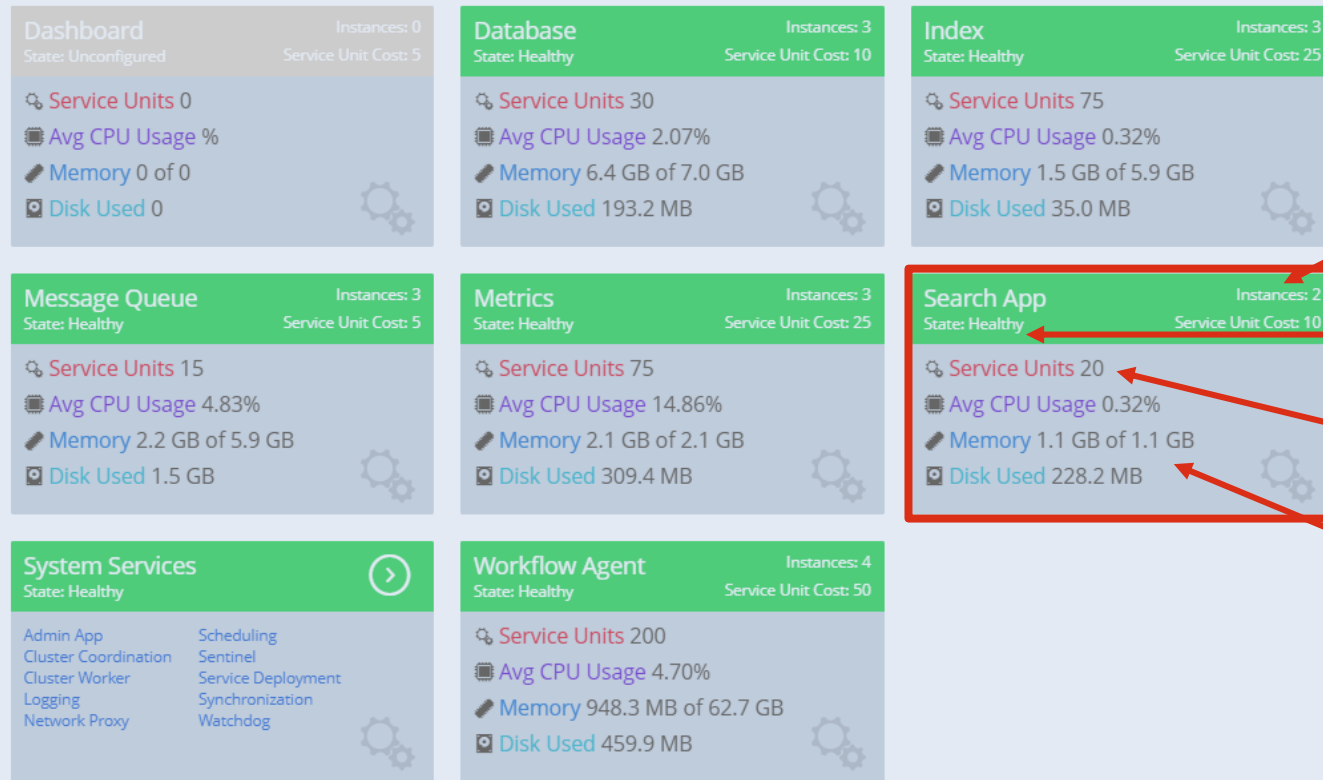 Dashboard
Instances: 0
State: Unconfigured
Service Unit Cost: 5
Service Units 0
Avg CPU Usage %
Memory 0 of 0
Disk Used 0
Database
Instances: 3
State: Healthy
Service Unit Cost: 10
Service Units 30
Avg CPU Usage 2.07%
Memory 6.4 GB of 7.0 GB
Disk Used 193.2 MB
Index
Instances: 3
State: Healthy
Service Unit Cost: 25
Service Units 75
Avg CPU Usage 0.32%
Memory 1.5 GB of 5.9 GB
Disk Used 35.0 MB
Message Queue
Instances: 3
State: Healthy
Service Unit Cost: 5
Service Units 15
Avg CPU Usage 4.83%
Memory 2.2 GB of 5.9 GB
Disk Used 1.5 GB
Metrics
Instances: 3
State: Healthy
Service Unit Cost: 25
Service Units 75
Avg CPU Usage 14.86%
Memory 2.1 GB of 2.1 GB
Disk Used 309.4 MB
Search App
Instances: 2
State: Healthy
Service Unit Cost: 10
Service Units 20
Avg CPU Usage 0.32%
Memory 1.1 GB of 1.1 GB
Disk Used 228.2 MB
System Services
State: Healthy
Admin App
Cluster Coordination
Cluster Worker
Logging
Network Proxy
Scheduling
Sentinel
Service Deployment
Synchronization
Watchdog
Workflow Agent
Instances: 4
State: Healthy
Service Unit Cost: 50
Service Units 200
Avg CPU Usage 4.70%
Memory 948.3 MB of 62.7 GB
Disk Used 459.9 MB